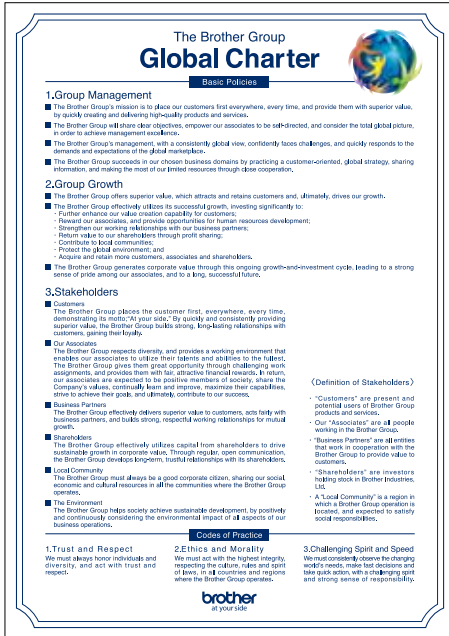 The Brother Group
Global Charter
Basic Policies
1.Group Management
■ The Brother Group's mission is to place our customers first everywhere, every time, and provide them with superior value,
by quickly creating and delivering high-quality products and services.
■ The Brother Group will share clear objectives, empower our associates to be self-directed, and consider the total global picture,
in order to achieve management excellence.
■ The Brother Group's management, with a consistently global view, confidently faces challenges, and quickly responds to the
demands and expectations of the global marketplace.
■ The Brother Group succeeds in our chosen business domains by practicing a customer-oriented, global strategy, sharing
information, and making the most of our limited resources through close cooperation.
2.Group Growth
■ The Brother Group offers superior value, which attracts and retains customers and, ultimately, drives our growth.
■ The Brother Group effectively utilizes its successful growth, investing significantly to:
· Further enhance our value creation capability for customers;
· Reward our associates, and provide opportunities for human resources development;
· Strengthen our working relationships with our business partners;
· Return value to our shareholders through profit sharing;
· Contribute to local communities;
· Protect the global environment; and
· Acquire and retain more customers, associates and shareholders.
■ The Brother Group generates corporate value through this ongoing growth-and-investment cycle, leading to a strong
sense of pride among our associates, and to a long, successful future.
3.Stakeholders
■ Customers
The Brother Group places the customer first, everywhere, every time,
demonstrating its motto;"At your side." By quickly and consistently providing
superior value, the Brother Group builds strong, long-lasting relationships with
customers, gaining their loyalty.
■ Our Associates
The Brother Group respects diversity, and provides a working environment that
enables our associates to utilize their talents and abilities to the fullest.
The Brother Group gives them great opportunity through challenging work
assignments, and provides them with fair, attractive financial rewards. In return,
our associates are expected to be positive members of society, share the
Company's values, continually learn and improve, maximize their capabilities,
strive to achieve their goals, and ultimately, contribute to our success.
■ Business Partners
The Brother Group effectively delivers superior value to customers, acts fairly with
business partners, and builds strong, respectful working relationships for mutual
growth.
■ Shareholders
The Brother Group effectively utilizes capital from shareholders to drive
sustainable growth in corporate value. Through regular, open communication,
the Brother Group develops long-term, trustful relationships with its shareholders.
■ Local Community
The Brother Group must always be a good corporate citizen, sharing our social,
economic and cultural resources in all the communities where the Brother Group
operates.
■ The Environment
The Brother Group helps society achieve sustainable development, by positively
and continuously considering the environmental impact of all aspects of our
business operations.
〈Definition of Stakeholders〉
· "Customers" are present and
potential users of Brother Group
products and services.
· Our "Associates" are all people
working in the Brother Group.
· "Business Partners" are all entities
that work in cooperation with the
Brother Group to provide value to
customers.
· "Shareholders" are investors
holding stock in Brother Industries,
Ltd.
· A "Local Community" is a region in
which a Brother Group operation is
located, and expected to satisfy
social responsibilities.
Codes of Practice
1.Trust and Respect
We must always honor individuals and
diversity, and act with trust and
respect.
2.Ethics and Morality
We must act with the highest integrity,
respecting the culture, rules and spirit
of laws, in all countries and regions
where the Brother Group operates.
3.Challenging Spirit and Speed
We must consistently observe the changing
world's needs, make fast decisions and
take quick action, with a challenging spirit
and strong sense of responsibility.
brother
at your side